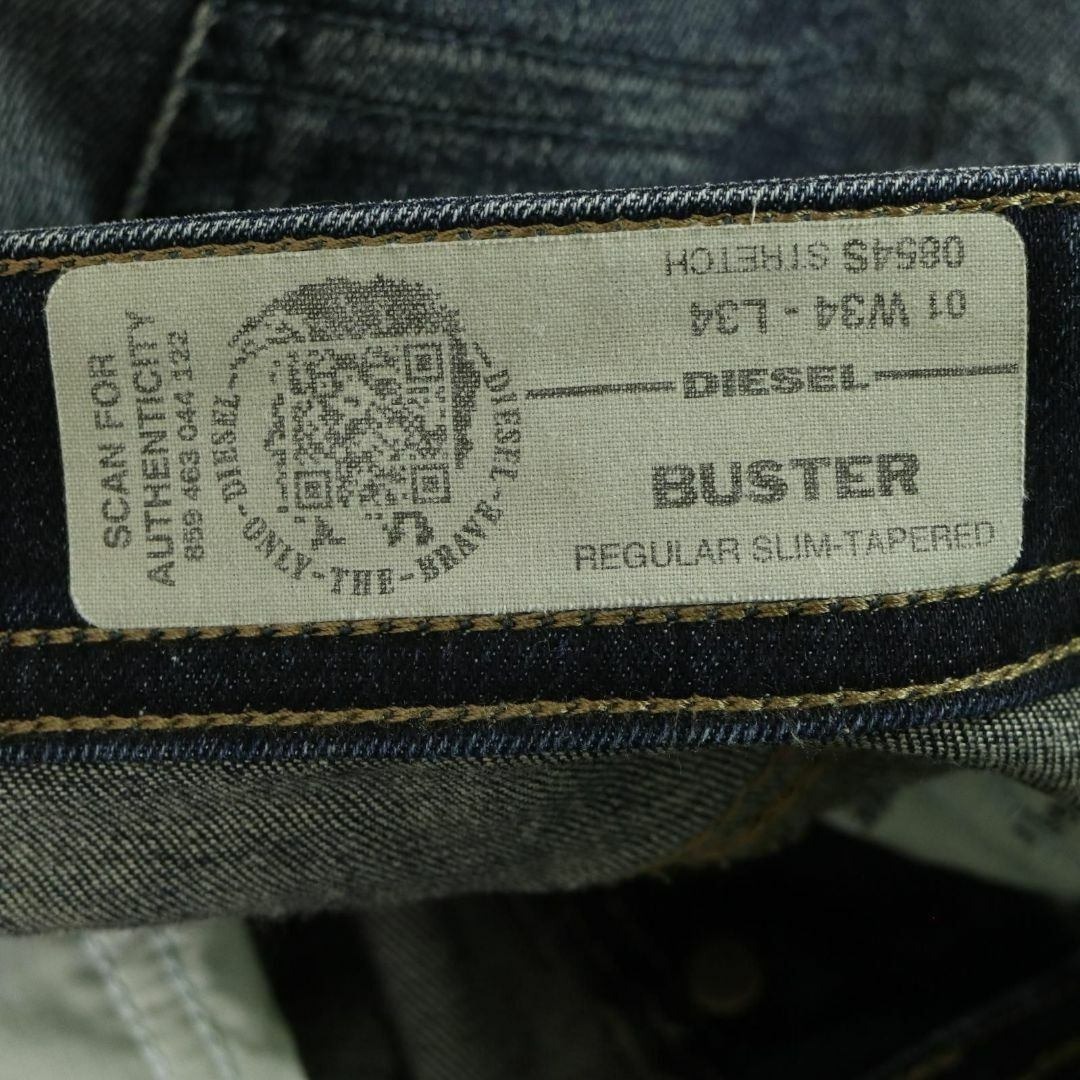 SCAN FOR
AUTHENTICITY
859 463 044 122
DIESEL
DIESEL-ONLY-THE-BRAVE-
0854S STRETCH
01 W34 - L34
DIESEL
BUSTER
REGULAR SLIM-TAPERED